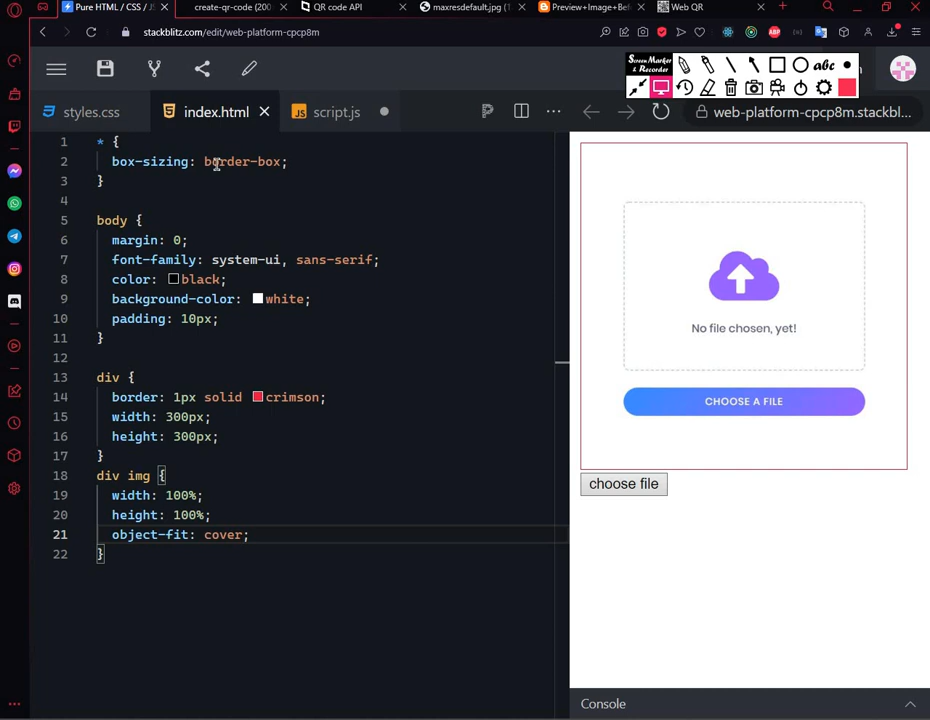 Pure HTML / CSS / JS
create-qr-code (200
QR code API
maxresdefault.jpg (1
Preview+Image+Bef
Web QR
stackblitz.com/edit/web-platform-cpcp8m
Screen Marker
& Recorder
abc
styles.css
index.html
script.js
web-platform-cpcp8m.stackbl...
1 * {
2 box-sizing: border-box;
3 }
4
5 body {
6 margin: 0;
7 font-family: system-ui, sans-serif;
8 color: black;
9 background-color: white;
10 padding: 10px;
11 }
12
13 div {
14 border: 1px solid crimson;
15 width: 300px;
16 height: 300px;
17 }
18 div img {
19 width: 100%;
20 height: 100%;
21 object-fit: cover;
22 }
No file chosen, yet!
CHOOSE A FILE
choose file
Console